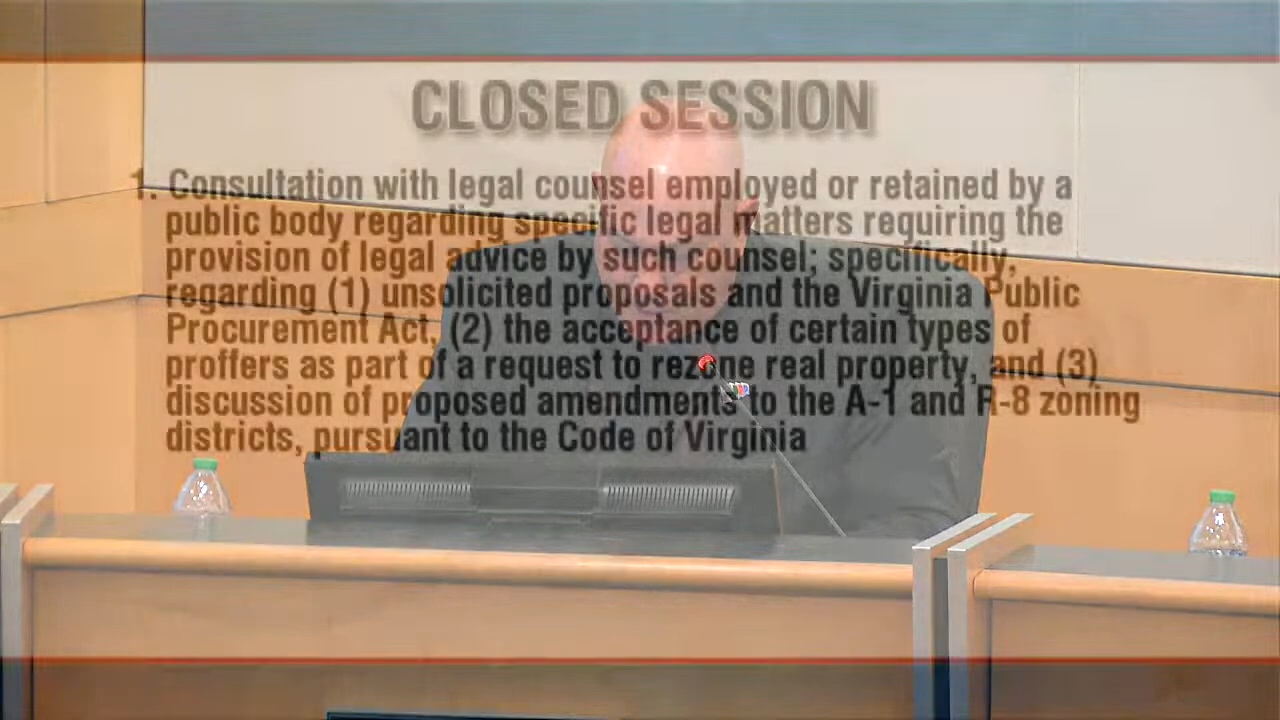 CLOSED SESSION
1. Consultation with legal counsel employed or retained by a
public body regarding specific legal matters requiring the
provision of legal advice by such counsel; specifically,
regarding (1) unsolicited proposals and the Virginia Public
Procurement Act, (2) the acceptance of certain types of
proffers as part of a request to rezone real property, and (3)
discussion of proposed amendments to the A-1 and R-8 zoning
districts, pursuant to the Code of Virginia